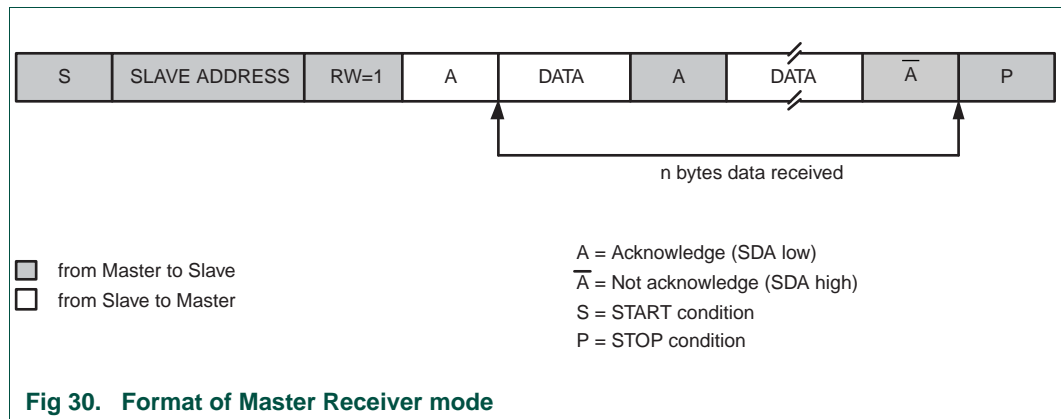 S SLAVE ADDRESS RW=1 A DATA A DATA A̅ P
n bytes data received
from Master to Slave
from Slave to Master
A = Acknowledge (SDA low)
A̅ = Not acknowledge (SDA high)
S = START condition
P = STOP condition
Fig 30. Format of Master Receiver mode